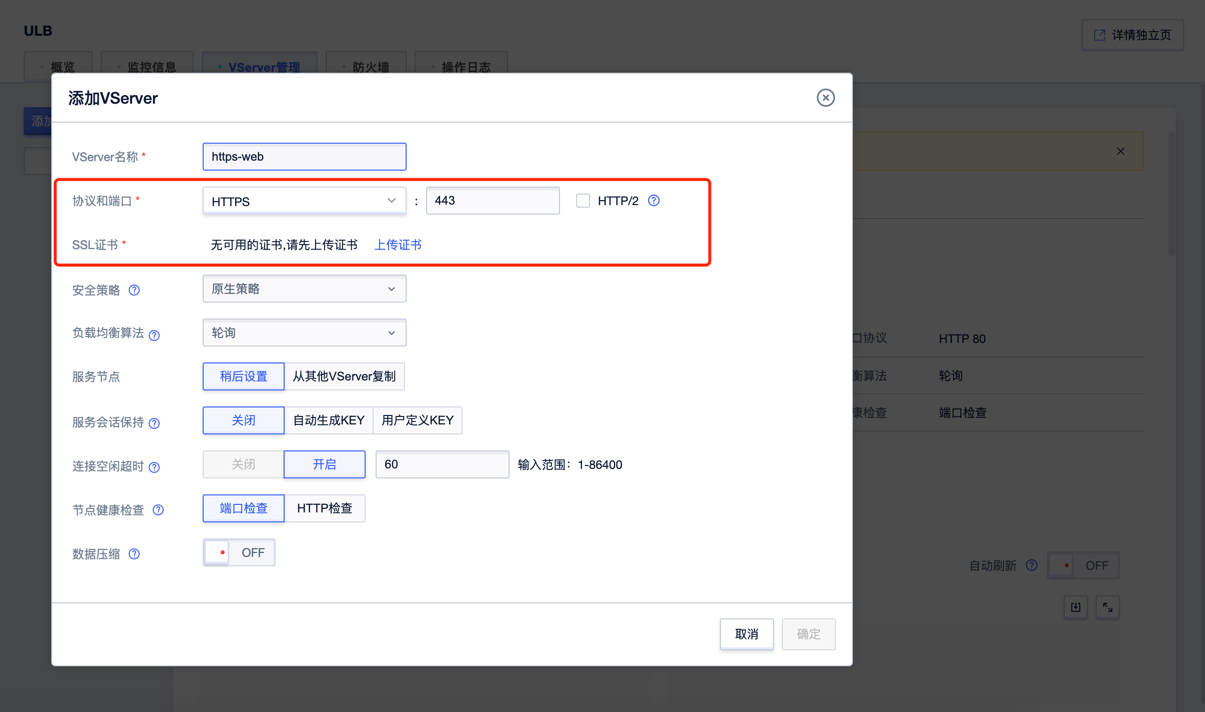 ULB
详情独立页
概览
监控信息
VServer管理
防火墙
操作日志
添加VServer
VServer名称 *
https-web
协议和端口 *
HTTPS
:
443
HTTP/2
SSL证书 *
无可用的证书,请先上传证书 上传证书
安全策略
原生策略
负载均衡算法
轮询
服务节点
稍后设置
从其他VServer复制
服务会话保持
关闭
自动生成KEY
用户定义KEY
连接空闲超时
关闭
开启
60
输入范围：1-86400
节点健康检查
端口检查
HTTP检查
数据压缩
OFF
取消
确定
添加
口协议
HTTP 80
衡算法
轮询
康检查
端口检查
自动刷新
OFF